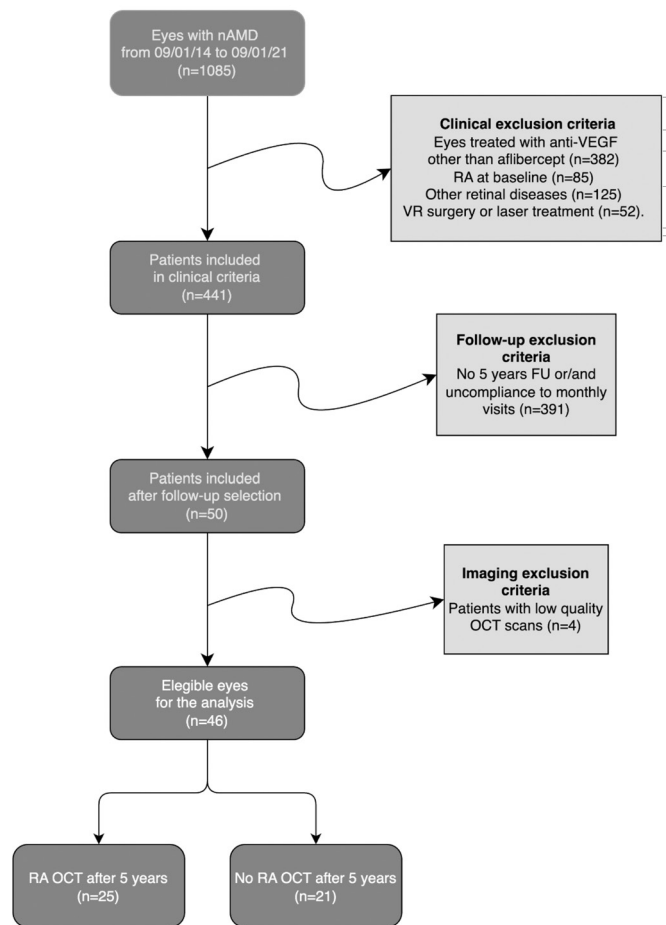 Eyes with nAMD
from 09/01/14 to 09/01/21
(n=1085)
Clinical exclusion criteria
Eyes treated with anti-VEGF
other than aflibercept (n=382)
RA at baseline (n=85)
Other retinal diseases (n=125)
VR surgery or laser treatment (n=52).
Patients included
in clinical criteria
(n=441)
Follow-up exclusion
criteria
No 5 years FU or/and
uncompliance to monthly
visits (n=391)
Patients included
after follow-up selection
(n=50)
Imaging exclusion
criteria
Patients with low quality
OCT scans (n=4)
Elegible eyes
for the analysis
(n=46)
RA OCT after 5 years
(n=25)
No RA OCT after 5 years
(n=21)